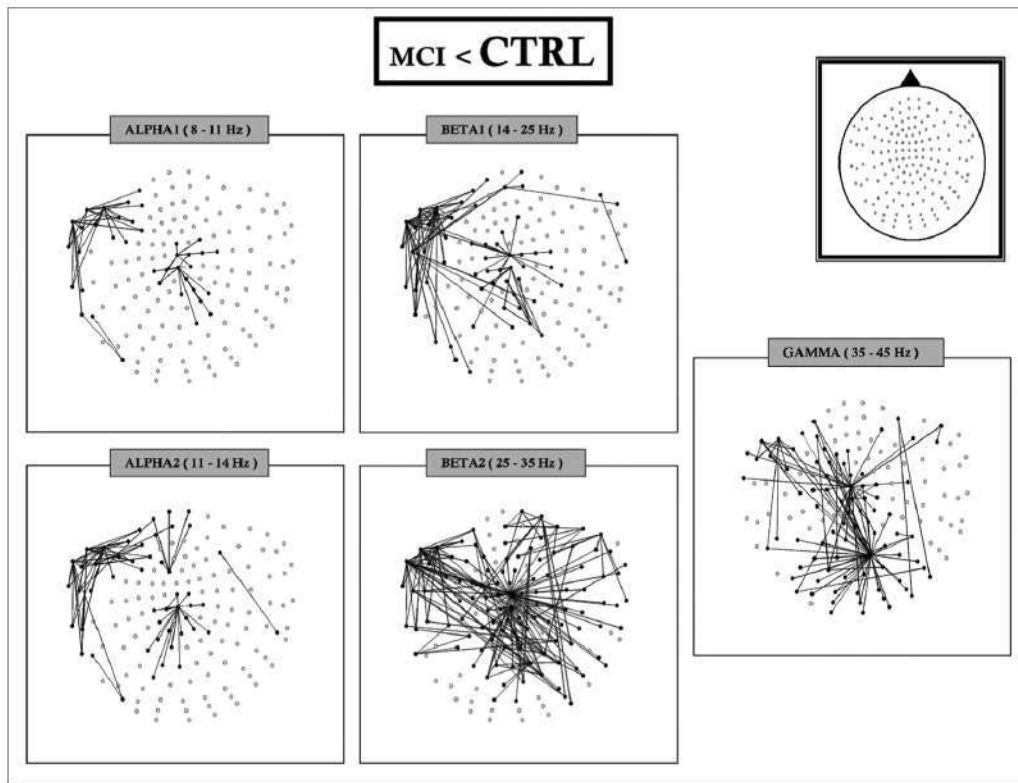 MCI < CTRL
ALPHA1 ( 8 - 11 Hz )
BETA1 ( 14 - 25 Hz )
GAMMA ( 35 - 45 Hz )
ALPHA2 ( 11 - 14 Hz )
BETA2 ( 25 - 35 Hz )